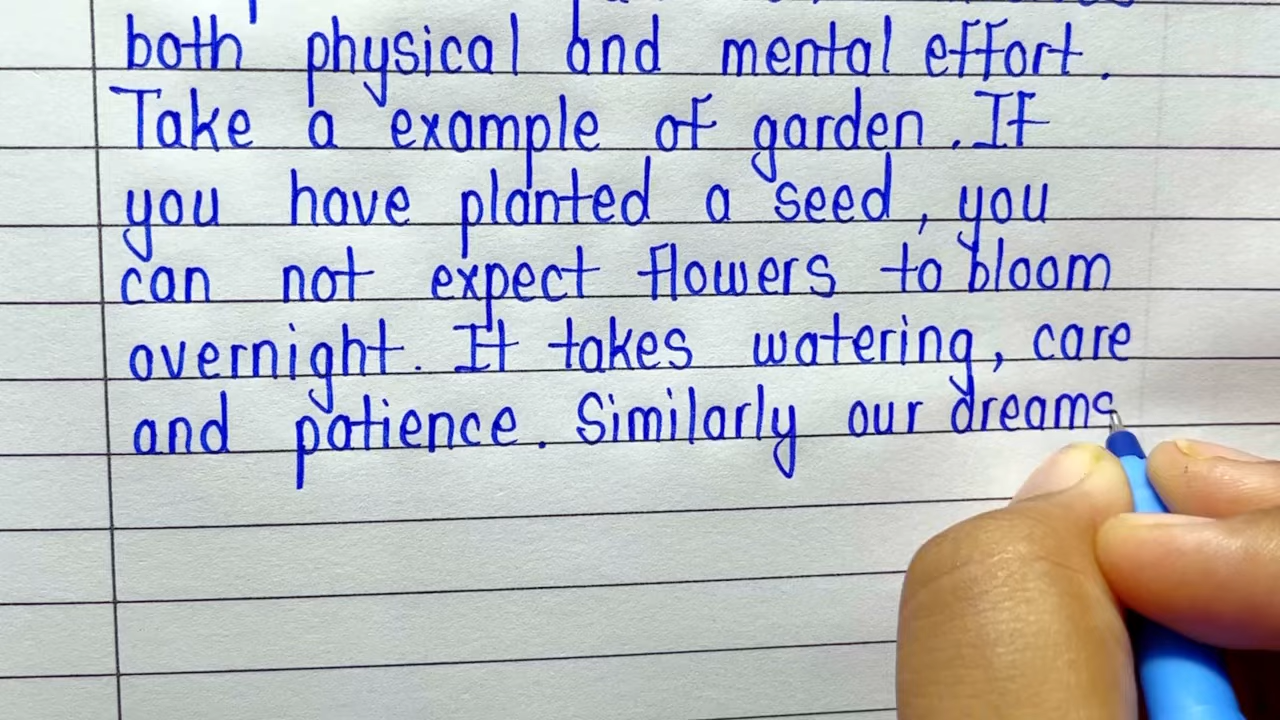 both physical and mental effort.
Take a example of garden. If
you have planted a seed, you
can not expect flowers to bloom
overnight. It takes watering, care
and patience. Similarly our dreams